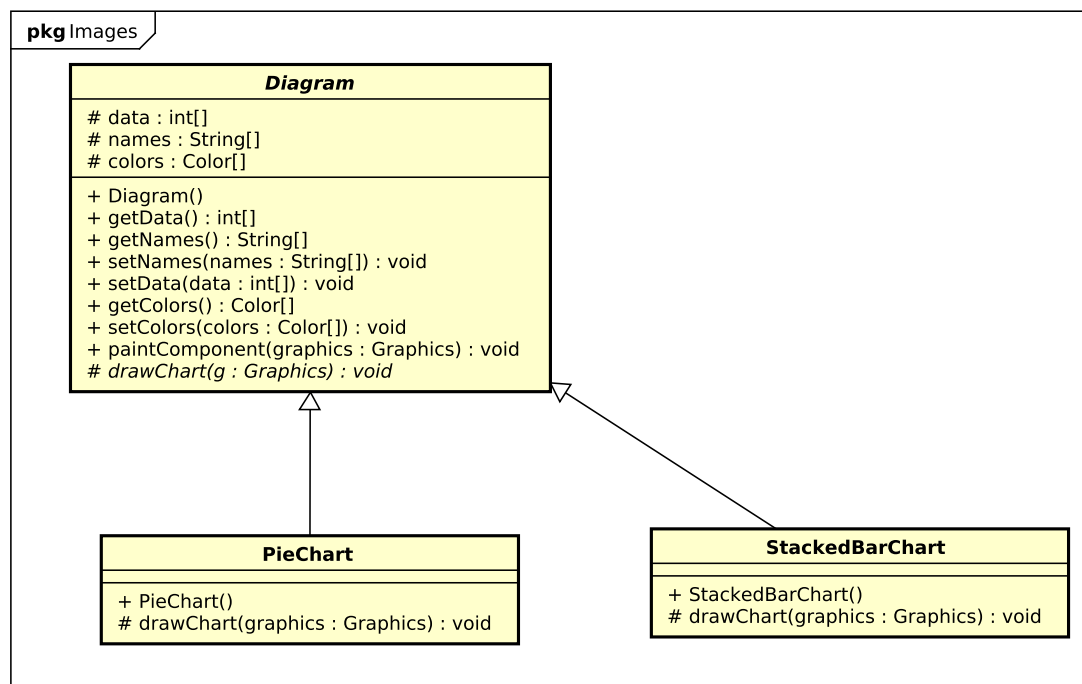 pkg Images
Diagram
# data : int[]
# names : String[]
# colors : Color[]
+ Diagram()
+ getData() : int[]
+ getNames() : String[]
+ setNames(names : String[]) : void
+ setData(data : int[]) : void
+ getColors() : Color[]
+ setColors(colors : Color[]) : void
+ paintComponent(graphics : Graphics) : void
# drawChart(g : Graphics) : void
PieChart
+ PieChart()
# drawChart(graphics : Graphics) : void
StackedBarChart
+ StackedBarChart()
# drawChart(graphics : Graphics) : void